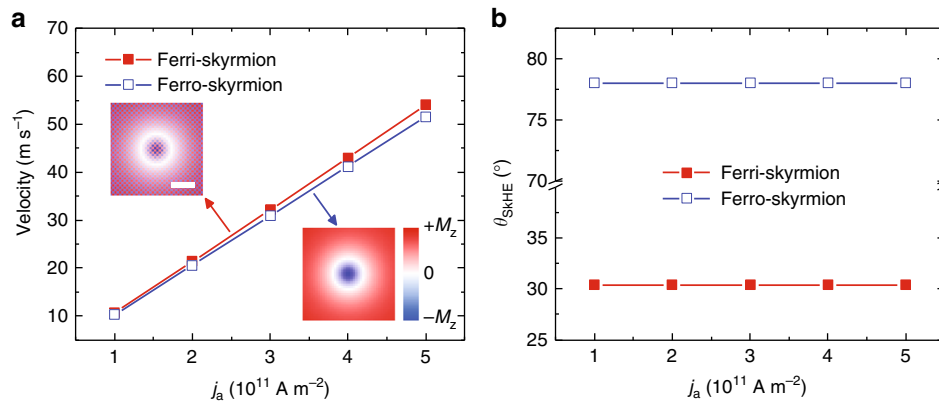 a
70
60
50
40
30
20
10
Velocity (m s⁻¹)
Ferri-skyrmion
Ferro-skyrmion
+Mz
0
−Mz
1 2 3 4 5
ja (10¹¹ A m⁻²)
b
80
75
70
35
30
25
θSkHE (°)
Ferri-skyrmion
Ferro-skyrmion
1 2 3 4 5
ja (10¹¹ A m⁻²)